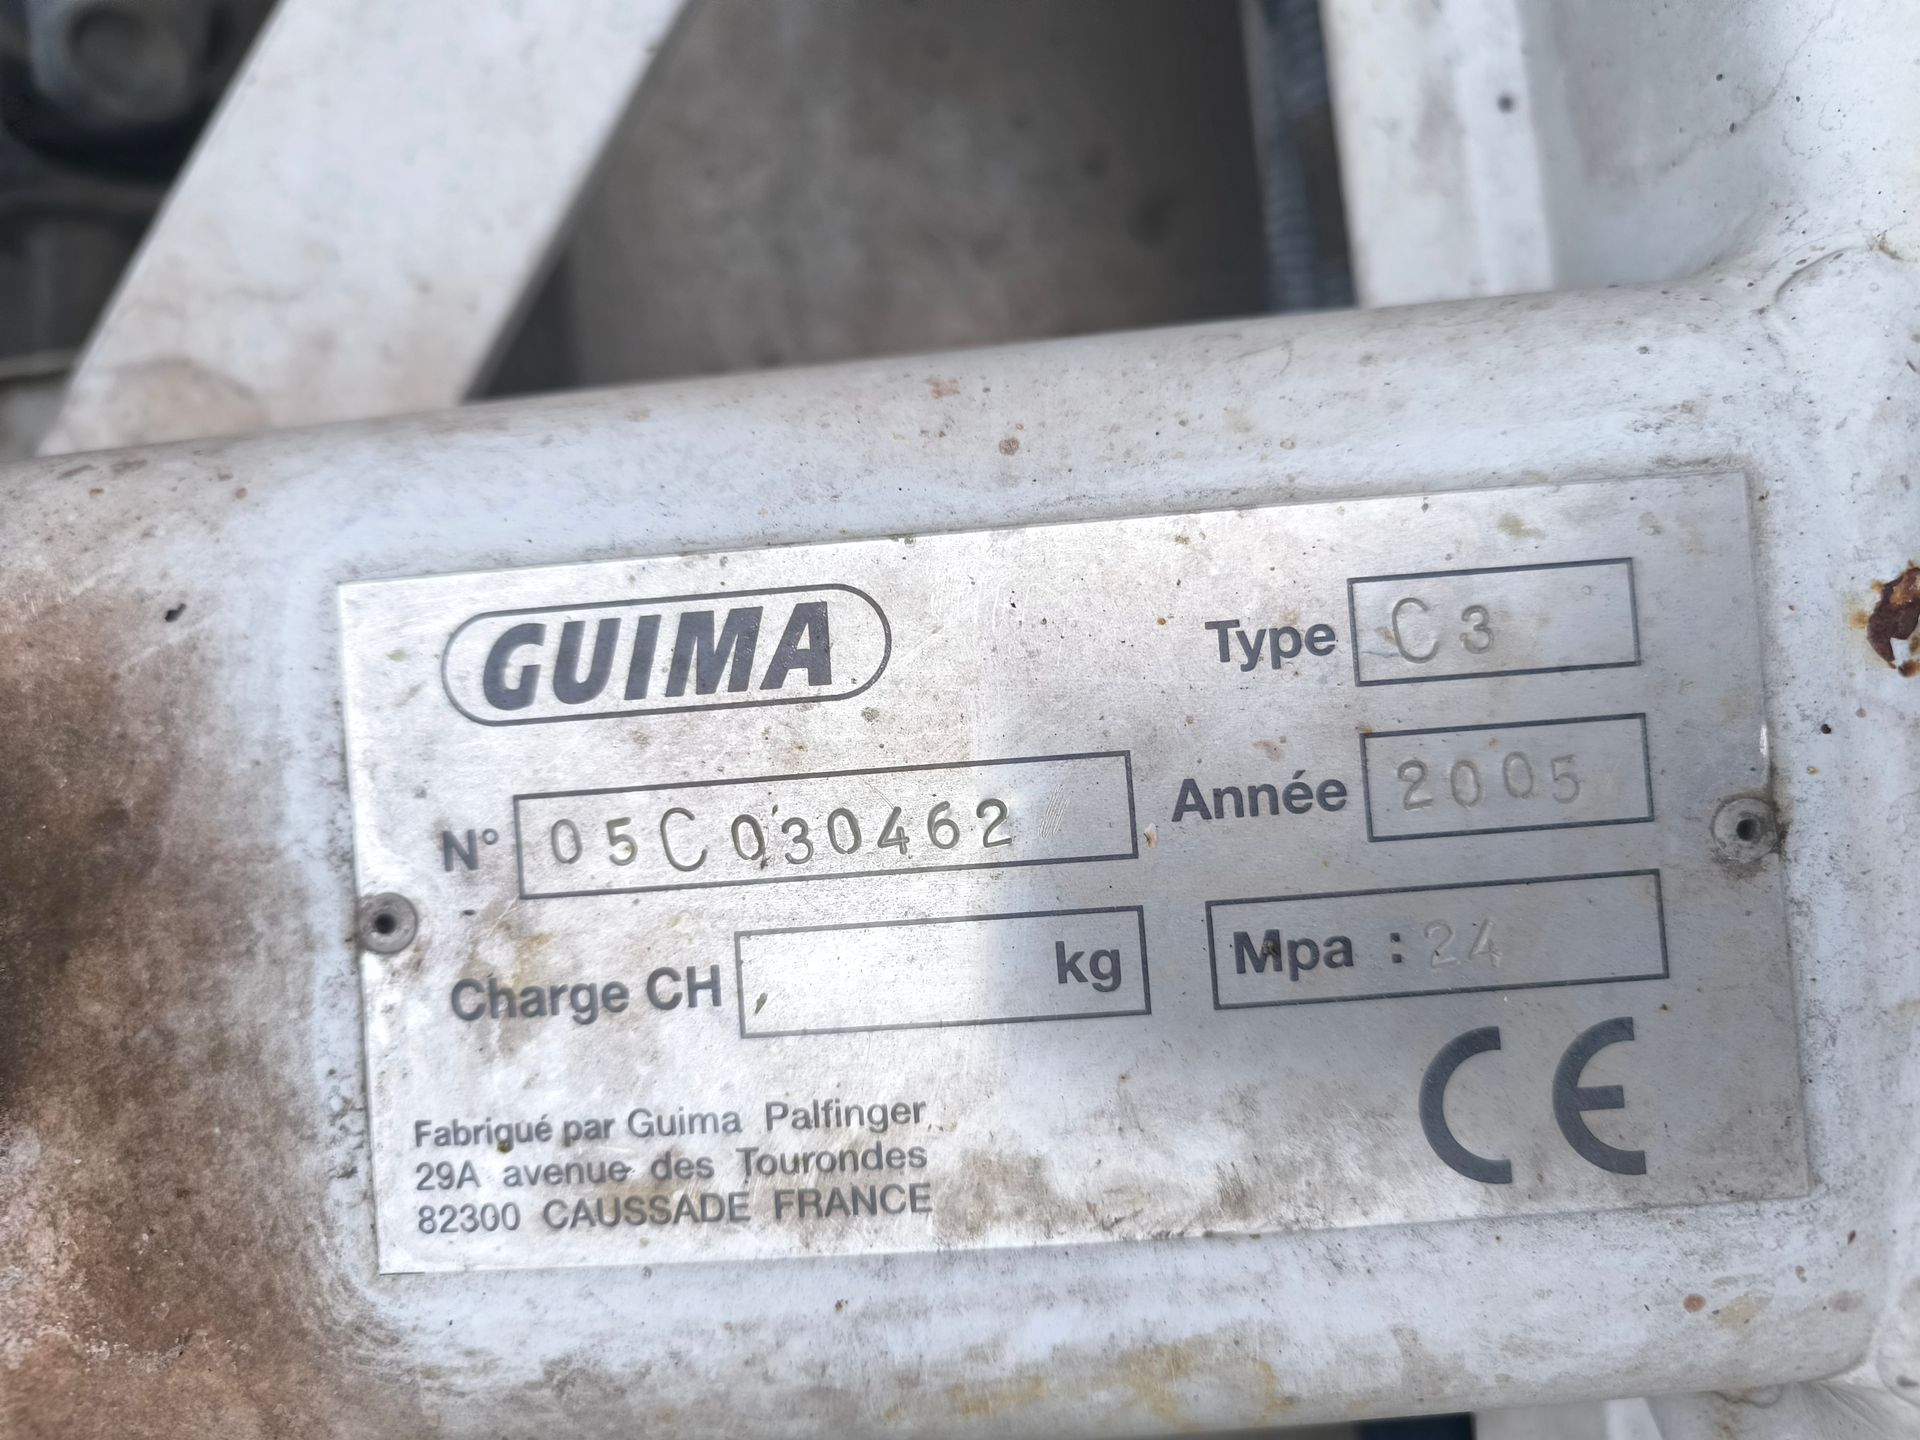 GUIMA
Type C3
N° 05C030462
Année 2005
Charge CH kg
Mpa : 24
Fabriqué par Guima Palfinger
29A avenue des Tourondes
82300 CAUSSADE FRANCE
CE